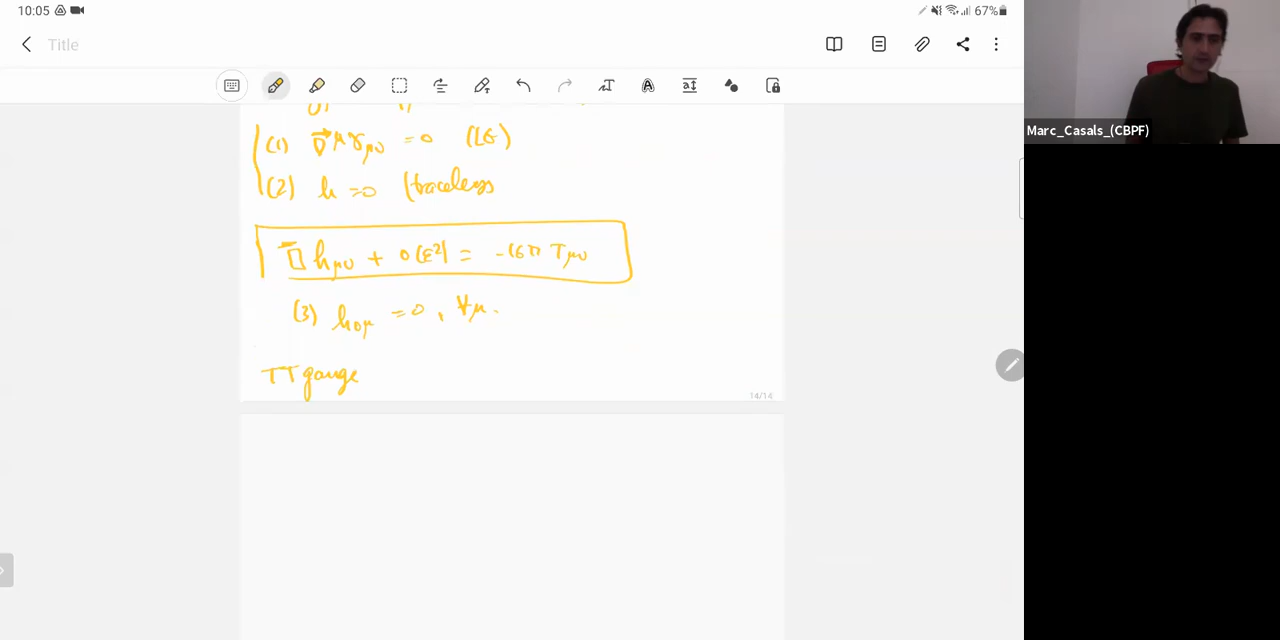 10:05 67%
Title
Marc_Casals_(CBPF)
(1) ∇̄^μ γ_μν = 0 (LG)
(2) h = 0 (traceless
□̄ h_μν + O(ε²) = -16π T_μν
(3) h_0μ = 0, ∀μ.
TT gauge
14/14